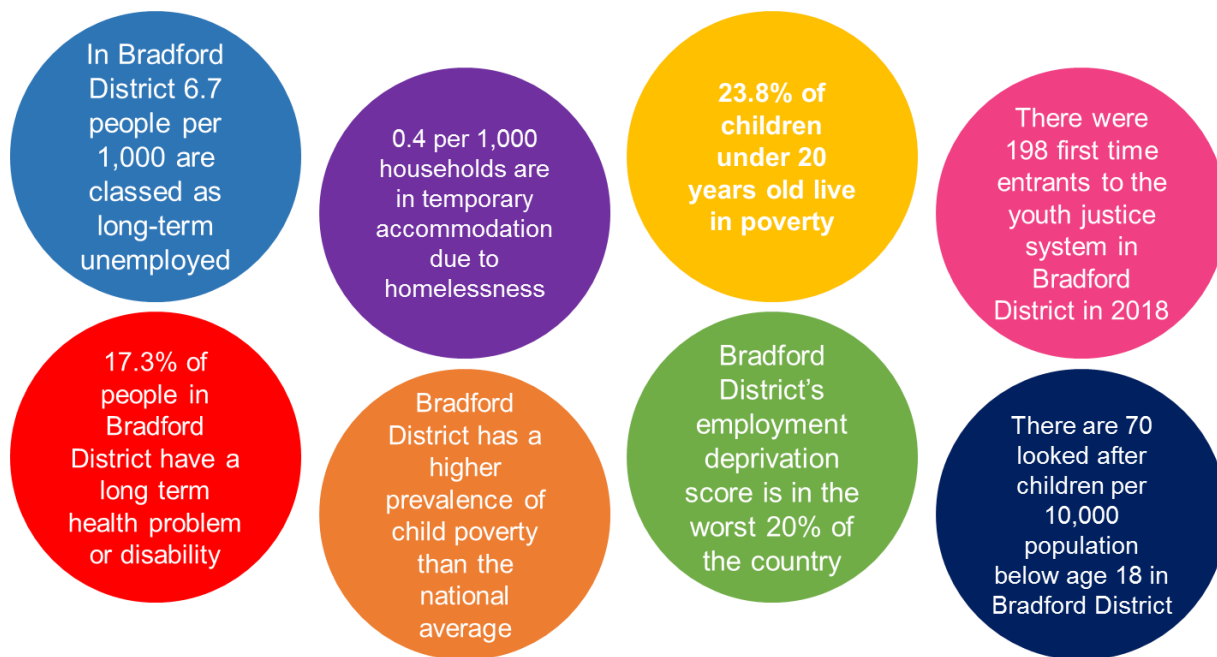 In Bradford
District 6.7
people per
1,000 are
classed as
long-term
unemployed
0.4 per 1,000
households are
in temporary
accommodation
due to
homelessness
23.8% of
children
under 20
years old live
in poverty
There were
198 first time
entrants to the
youth justice
system in
Bradford
District in 2018
17.3% of
people in
Bradford
District have a
long term
health problem
or disability
Bradford
District has a
higher
prevalence of
child poverty
than the
national
average
Bradford
District’s
employment
deprivation
score is in the
worst 20% of
the country
There are 70
looked after
children per
10,000
population
below age 18 in
Bradford District